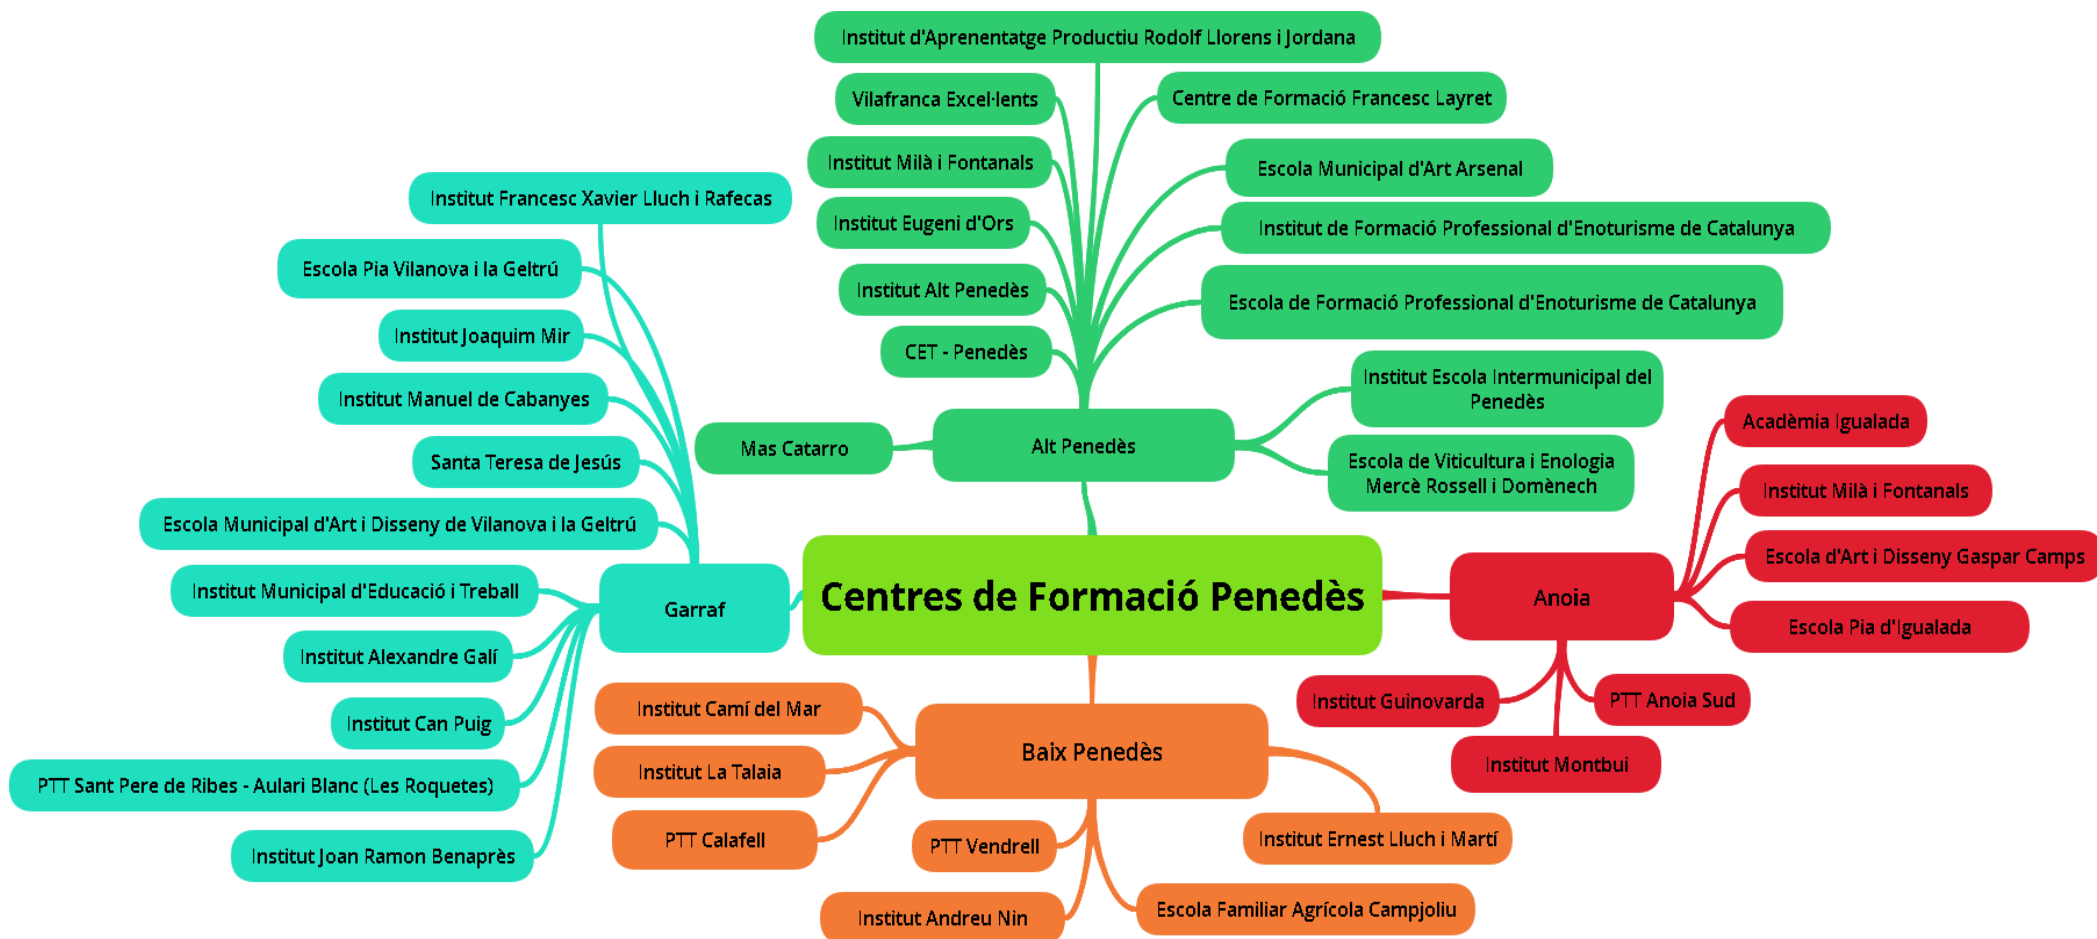 Institut d'Aprenentatge Productiu Rodolf Llorens i Jordana
Vilafranca Excel·lents
Centre de Formació Francesc Layret
Institut Milà i Fontanals
Escola Municipal d'Art Arsenal
Institut Eugeni d'Ors
Institut de Formació Professional d'Enoturisme de Catalunya
Institut Alt Penedès
Escola de Formació Professional d'Enoturisme de Catalunya
CET - Penedès
Institut Escola Intermunicipal del
Penedès
Mas Catarro
Alt Penedès
Escola de Viticultura i Enologia
Mercè Rossell i Domènech
Institut Francesc Xavier Lluch i Rafecas
Escola Pia Vilanova i la Geltrú
Institut Joaquim Mir
Institut Manuel de Cabanyes
Santa Teresa de Jesús
Escola Municipal d'Art i Disseny de Vilanova i la Geltrú
Institut Municipal d'Educació i Treball
Garraf
Institut Alexandre Galí
Institut Can Puig
PTT Sant Pere de Ribes - Aulari Blanc (Les Roquetes)
Institut Joan Ramon Benaprès
Centres de Formació Penedès
Acadèmia Igualada
Institut Milà i Fontanals
Escola d'Art i Disseny Gaspar Camps
Anoia
Escola Pia d'Igualada
Institut Guinovarda
PTT Anoia Sud
Institut Montbui
Institut Camí del Mar
Baix Penedès
Institut La Talaia
PTT Calafell
PTT Vendrell
Institut Ernest Lluch i Martí
Institut Andreu Nin
Escola Familiar Agrícola Campjoliu